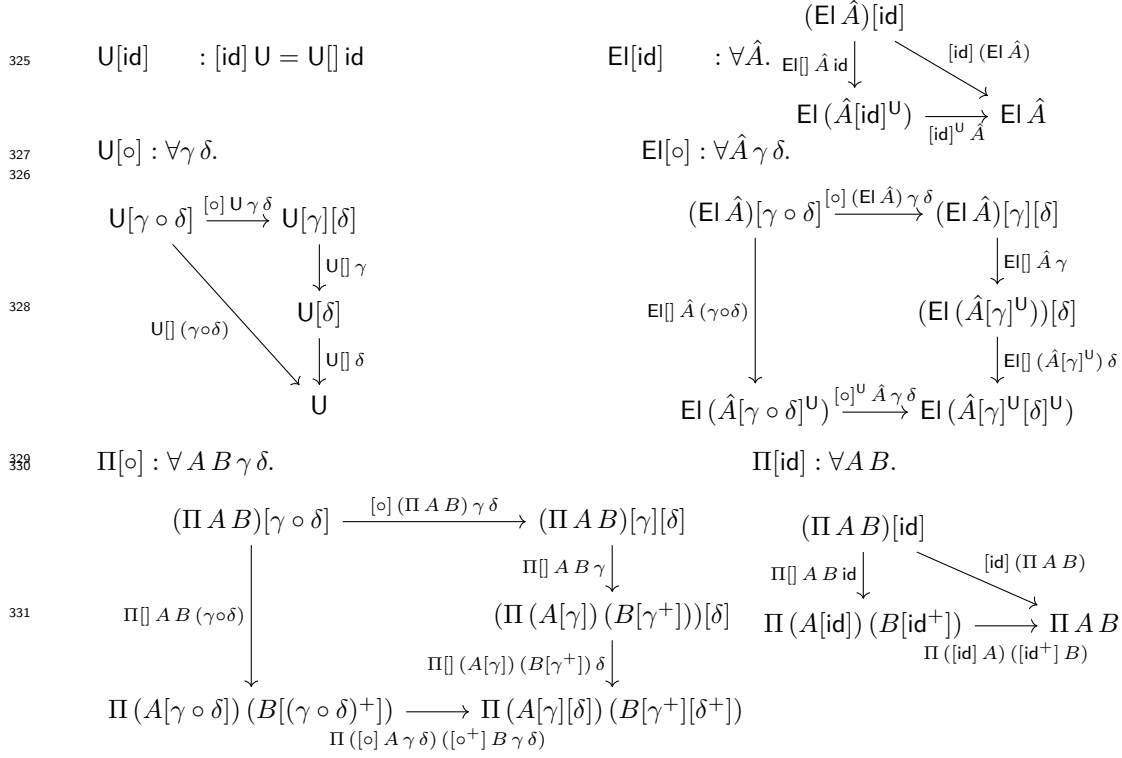 (El Â)[id]
325 U[id] : [id] U = U[] id El[id] : ∀Â. El[] Â id [id] (El Â)
El (Â[id]ᵁ) [id]ᵁ Â El Â
327 U[∘] : ∀γ δ. El[∘] : ∀Â γ δ.
326
U[γ ∘ δ] [∘] U γ δ U[γ][δ] (El Â)[γ ∘ δ] [∘] (El Â) γ δ (El Â)[γ][δ]
U[] γ El[] Â γ
328 U[] (γ∘δ) U[δ] El[] Â (γ∘δ) (El (Â[γ]ᵁ))[δ]
U[] δ El[] (Â[γ]ᵁ) δ
U El (Â[γ ∘ δ]ᵁ) [∘]ᵁ Â γ δ El (Â[γ]ᵁ[δ]ᵁ)
329 Π[∘] : ∀ A B γ δ. Π[id] : ∀A B.
330
(Π A B)[γ ∘ δ] [∘] (Π A B) γ δ (Π A B)[γ][δ] (Π A B)[id]
Π[] A B γ Π[] A B id [id] (Π A B)
331 Π[] A B (γ∘δ) (Π (A[γ]) (B[γ⁺]))[δ] Π (A[id]) (B[id⁺]) Π A B
Π ([id] A) ([id⁺] B)
Π[] (A[γ]) (B[γ⁺]) δ
Π (A[γ ∘ δ]) (B[(γ ∘ δ)⁺]) Π (A[γ][δ]) (B[γ⁺][δ⁺])
Π ([∘] A γ δ) ([∘⁺] B γ δ)